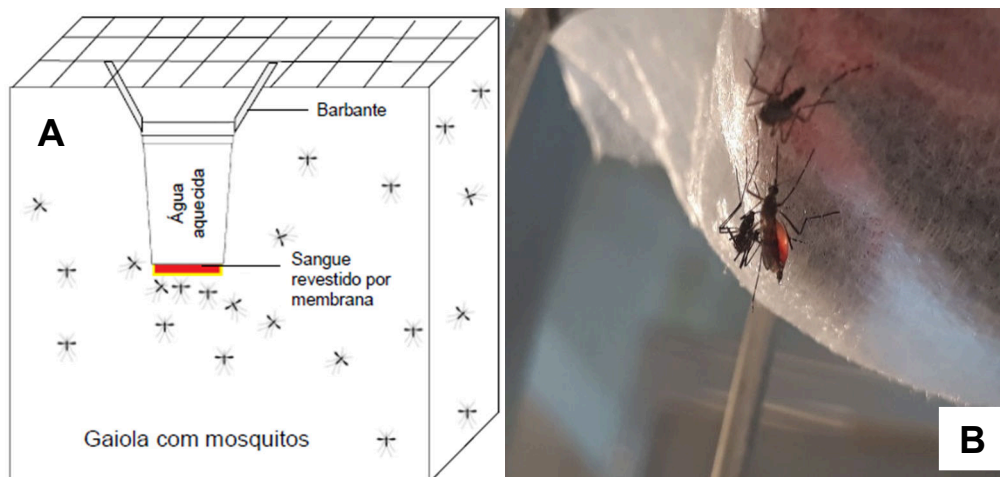 A
Barbante
Água
aquecida
Sangue
revestido por
membrana
Gaiola com mosquitos
B